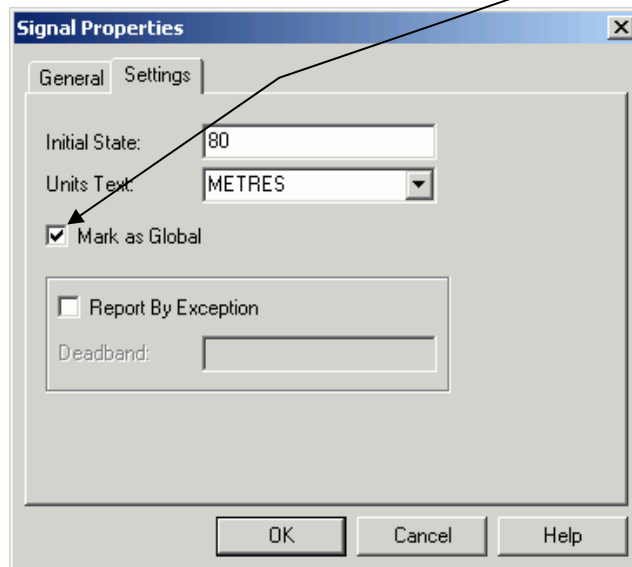 Signal Properties
General Settings
Initial State: 80
Units Text: METRES
Mark as Global
Report By Exception
Deadband:
OK Cancel Help